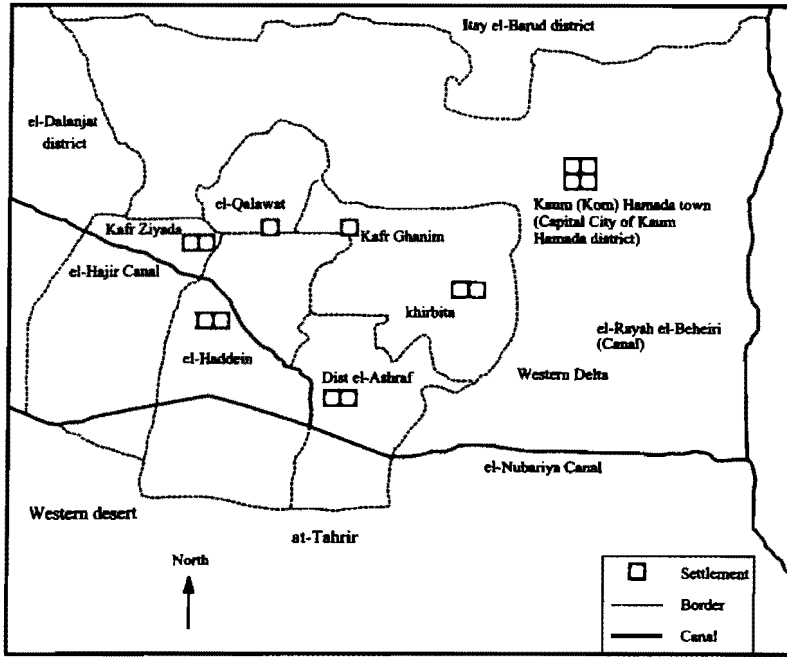 Itay el-Barud district
el-Dalanjat
district
el-Qalawat
Kaum (Kom) Hamada town
(Capital City of Kaum
Hamada district)
Kafr Ziyada
Kafr Ghanim
el-Hajir Canal
khirbita
el-Rayah el-Beheiri
(Canal)
el-Haddein
Dist el-Ashraf
Western Delta
el-Nubariya Canal
Western desert
at-Tahrir
North
Settlement
Border
Canal